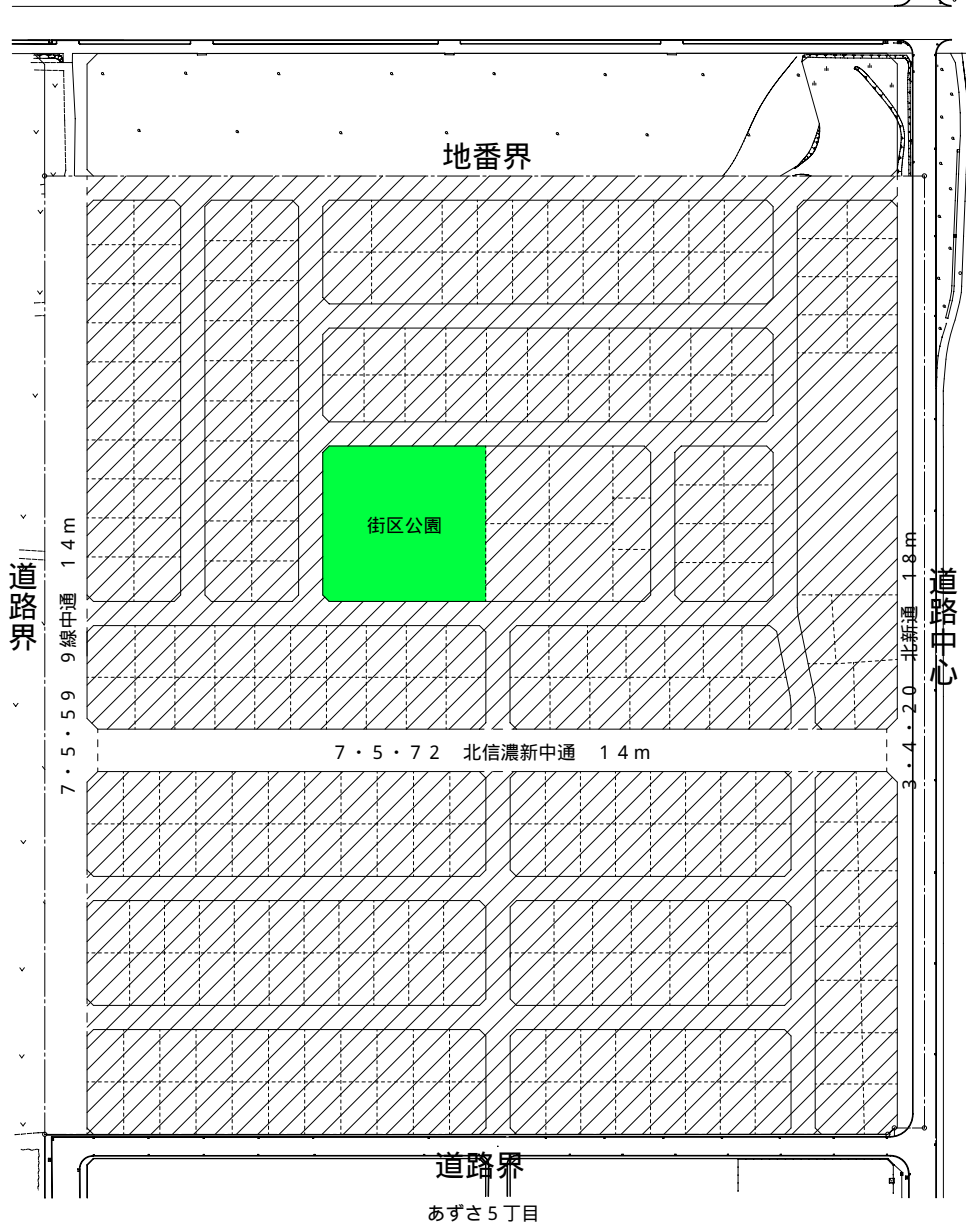 地番界
街区公園
道路界
7・5・59　9線中通　14m
3・4・20　北新通　18m
道路中心
7・5・72　北信濃新中通　14m
道路界
あずさ5丁目